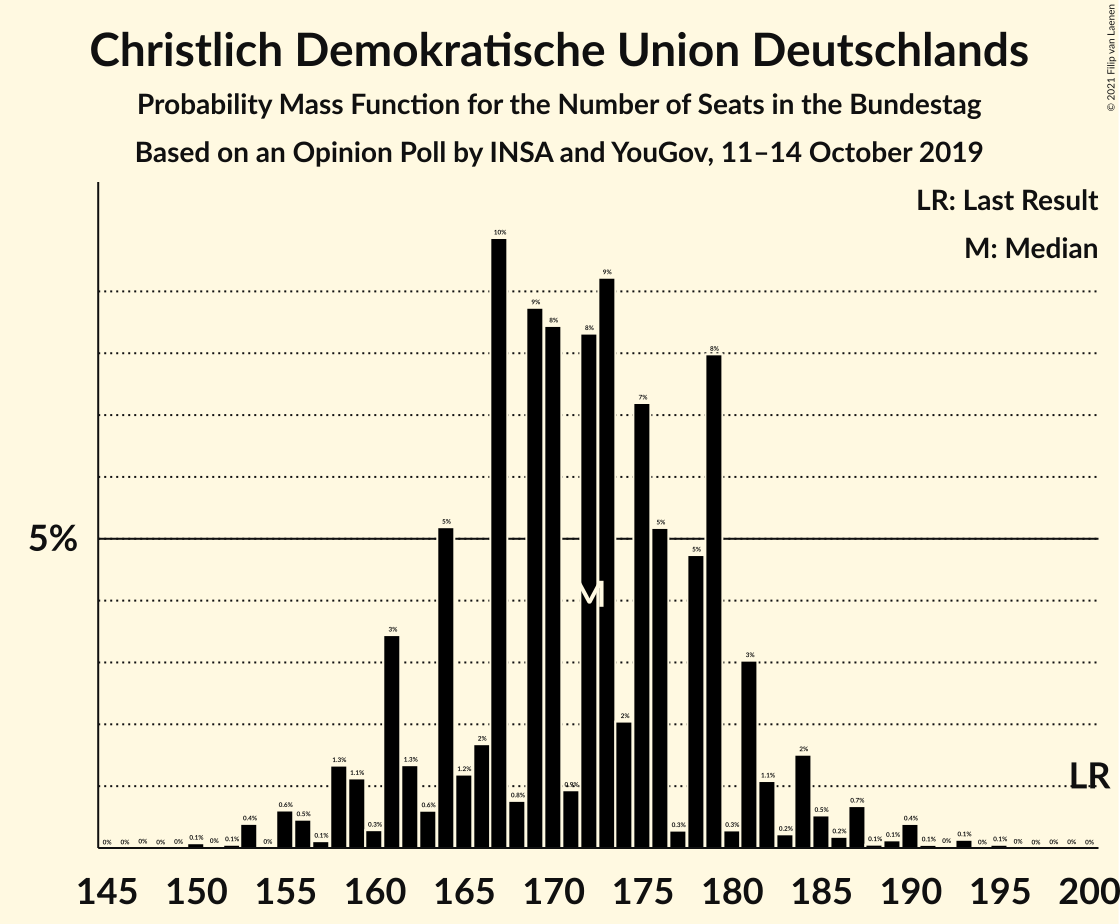 Christlich Demokratische Union Deutschlands
Probability Mass Function for the Number of Seats in the Bundestag
Based on an Opinion Poll by INSA and YouGov, 11–14 October 2019
© 2021 Filip van Laenen
LR: Last Result
M: Median
5%
0% 0% 0% 0% 0% 0.1% 0% 0.1% 0.4% 0% 0.6% 0.5% 0.1% 1.3% 1.1% 0.3% 3% 1.3% 0.6% 5% 1.2% 2% 10% 0.8% 9% 8% 0.9% 8% 9% 2% 7% 5% 0.3% 5% 8% 0.3% 3% 1.1% 0.2% 2% 0.5% 0.2% 0.7% 0.1% 0.1% 0.4% 0.1% 0% 0.1% 0% 0.1% 0% 0% 0% 0% 0%
M
LR
145 150 155 160 165 170 175 180 185 190 195 200